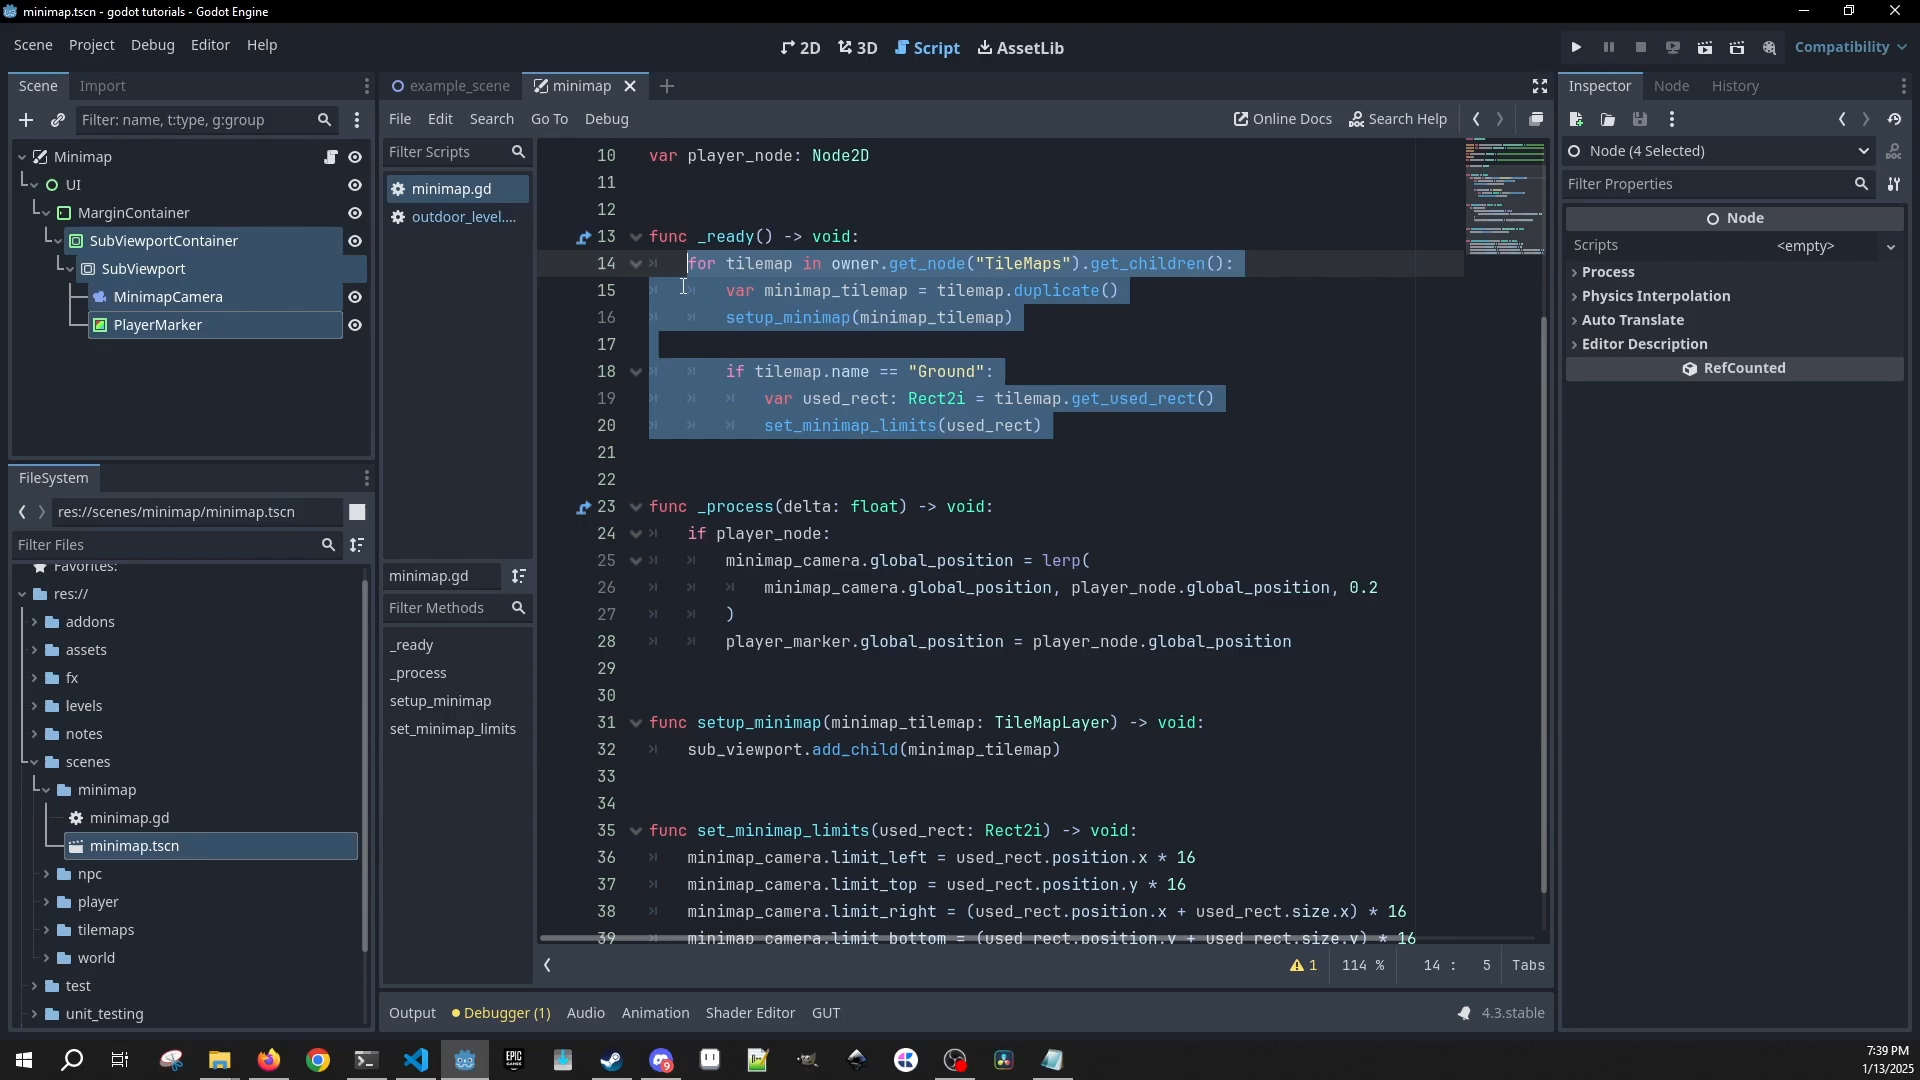 minimap.tscn - godot tutorials - Godot Engine
Scene Project Debug Editor Help
2D 3D Script AssetLib
Compatibility
Scene Import
Filter: name, t:type, g:group
Minimap
UI
MarginContainer
SubViewportContainer
SubViewport
MinimapCamera
PlayerMarker
FileSystem
res://scenes/minimap/minimap.tscn
Filter Files
Favorites:
res://
addons
assets
fx
levels
notes
scenes
minimap
minimap.gd
minimap.tscn
npc
player
tilemaps
world
test
unit_testing
example_scene minimap
File Edit Search Go To Debug
Online Docs Search Help
Filter Scripts
minimap.gd
outdoor_level....
minimap.gd
Filter Methods
_ready
_process
setup_minimap
set_minimap_limits
10 var player_node: Node2D
11
12
13 func _ready() -> void:
14 for tilemap in owner.get_node("TileMaps").get_children():
15 var minimap_tilemap = tilemap.duplicate()
16 setup_minimap(minimap_tilemap)
17
18 if tilemap.name == "Ground":
19 var used_rect: Rect2i = tilemap.get_used_rect()
20 set_minimap_limits(used_rect)
21
22
23 func _process(delta: float) -> void:
24 if player_node:
25 minimap_camera.global_position = lerp(
26 minimap_camera.global_position, player_node.global_position, 0.2
27 )
28 player_marker.global_position = player_node.global_position
29
30
31 func setup_minimap(minimap_tilemap: TileMapLayer) -> void:
32 sub_viewport.add_child(minimap_tilemap)
33
34
35 func set_minimap_limits(used_rect: Rect2i) -> void:
36 minimap_camera.limit_left = used_rect.position.x * 16
37 minimap_camera.limit_top = used_rect.position.y * 16
38 minimap_camera.limit_right = (used_rect.position.x + used_rect.size.x) * 16
39 minimap_camera.limit_bottom = (used_rect.position.y + used_rect.size.y) * 16
1 114 % 14 : 5 Tabs
Output Debugger (1) Audio Animation Shader Editor GUT
4.3.stable
Inspector Node History
Node (4 Selected)
Filter Properties
Node
Scripts <empty>
Process
Physics Interpolation
Auto Translate
Editor Description
RefCounted
EPIC GAMES
9
7:39 PM
1/13/2025